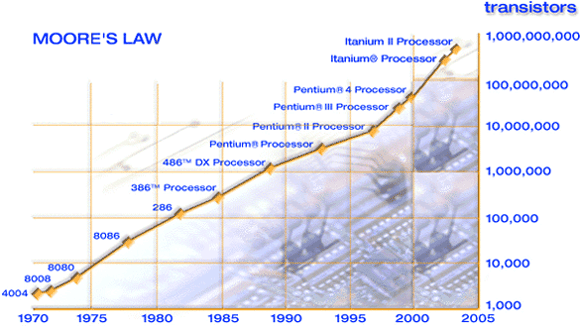 transistors
MOORE'S LAW
Itanium II Processor
1,000,000,000
Itanium® Processor
Pentium® 4 Processor
100,000,000
Pentium® III Processor
Pentium® II Processor
10,000,000
Pentium® Processor
486™ DX Processor
1,000,000
386™ Processor
286
100,000
8086
8080
10,000
8008
4004
1,000
1970
1975
1980
1985
1990
1995
2000
2005